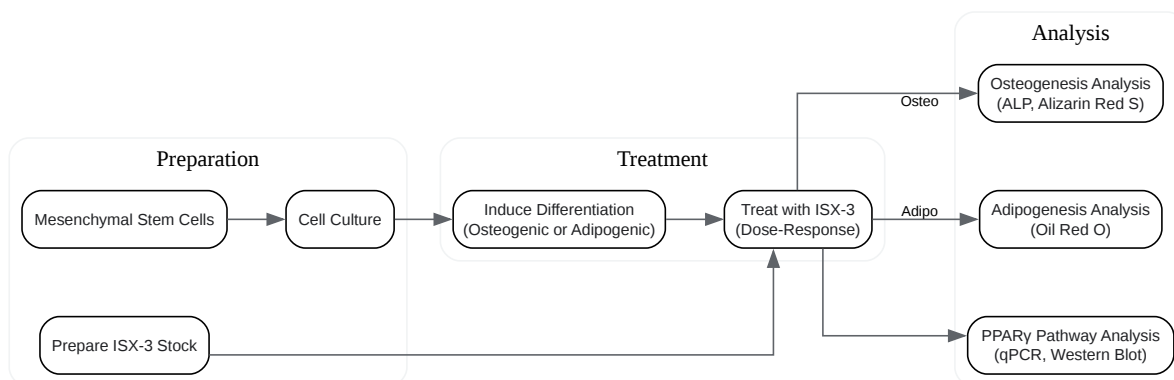 Preparation
Mesenchymal Stem Cells
Cell Culture
Prepare ISX-3 Stock
Treatment
Induce Differentiation
(Osteogenic or Adipogenic)
Treat with ISX-3
(Dose-Response)
Osteo
Adipo
Analysis
Osteogenesis Analysis
(ALP, Alizarin Red S)
Adipogenesis Analysis
(Oil Red O)
PPARγ Pathway Analysis
(qPCR, Western Blot)